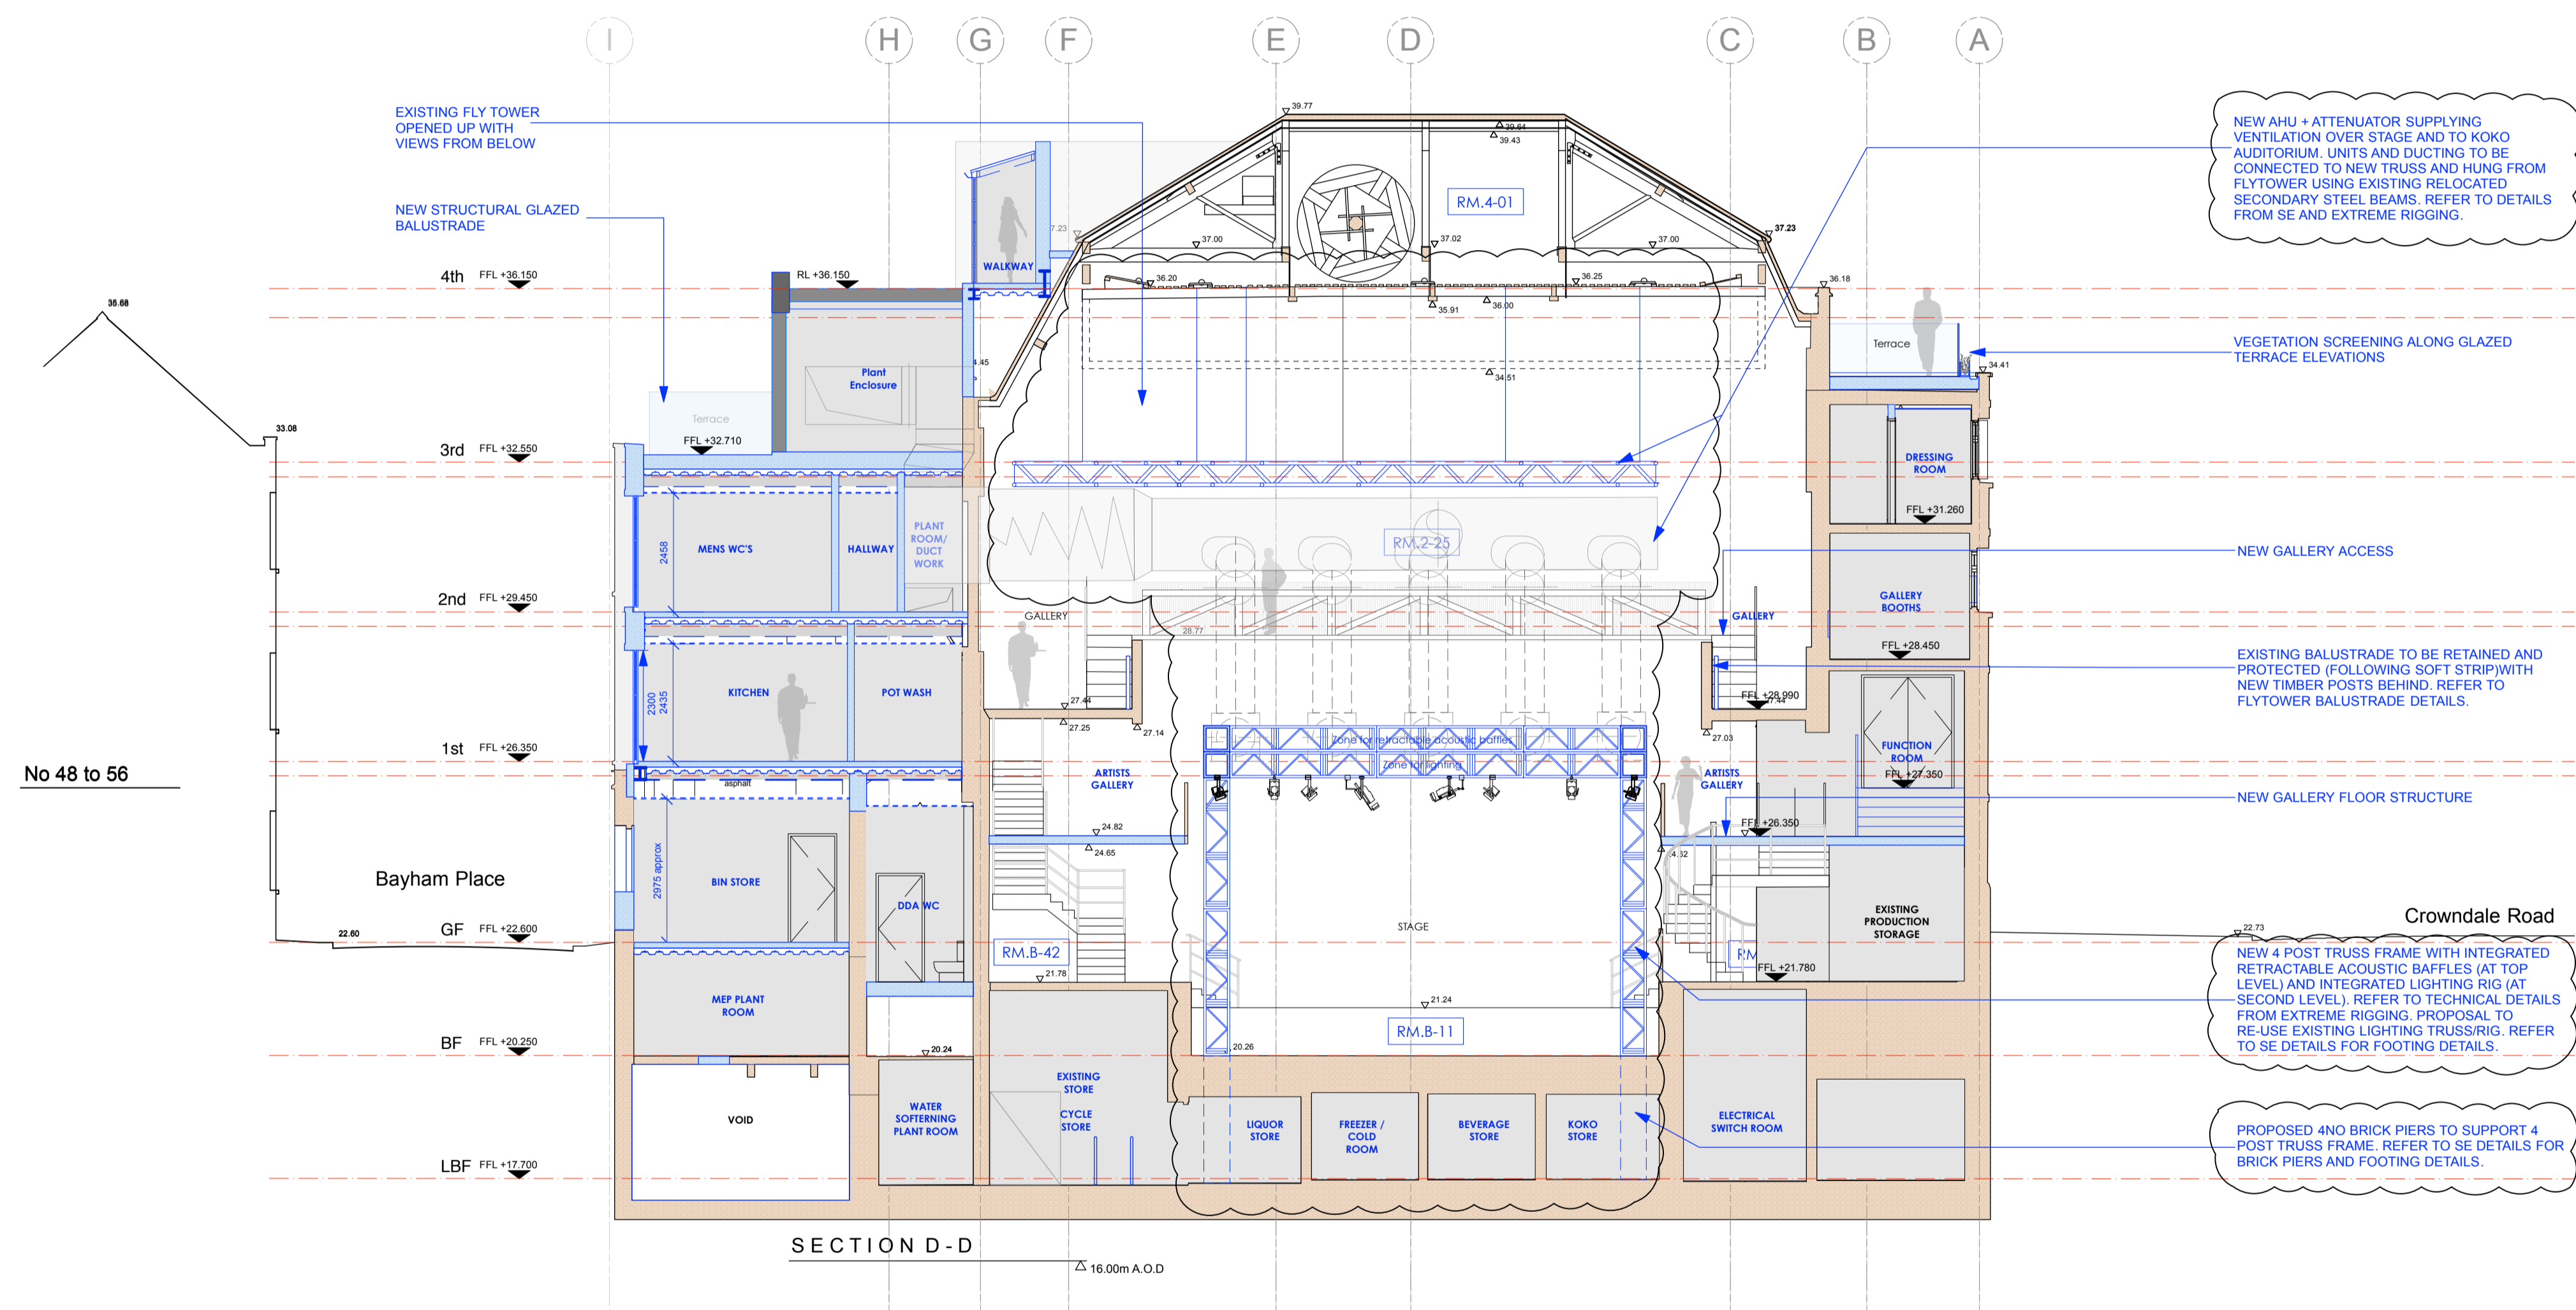 I
H
G
F
E
D
C
B
A
EXISTING FLY TOWER
OPENED UP WITH
VIEWS FROM BELOW
NEW STRUCTURAL GLAZED
BALUSTRADE
39.77
39.64
39.43
RM.4-01
7.23
37.00
37.02
37.00
37.23
WALKWAY
36.20
36.25
36.18
35.91
36.00
34.51
4.45
4th FFL +36.150
RL +36.150
35.68
33.08
Plant
Enclosure
Terrace
FFL +32.710
3rd FFL +32.550
Terrace
34.41
DRESSING
ROOM
FFL +31.260
NEW AHU + ATTENUATOR SUPPLYING
VENTILATION OVER STAGE AND TO KOKO
AUDITORIUM. UNITS AND DUCTING TO BE
CONNECTED TO NEW TRUSS AND HUNG FROM
FLYTOWER USING EXISTING RELOCATED
SECONDARY STEEL BEAMS. REFER TO DETAILS
FROM SE AND EXTREME RIGGING.
VEGETATION SCREENING ALONG GLAZED
TERRACE ELEVATIONS
2458
MENS WC'S
HALLWAY
PLANT
ROOM/
DUCT
WORK
RM.2-25
2nd FFL +29.450
GALLERY
28.77
GALLERY
GALLERY
BOOTHS
FFL +28.450
NEW GALLERY ACCESS
2300
2435
KITCHEN
POT WASH
27.44
27.25
27.14
FFL +28.990
27.44
27.03
EXISTING BALUSTRADE TO BE RETAINED AND
PROTECTED (FOLLOWING SOFT STRIP)WITH
NEW TIMBER POSTS BEHIND. REFER TO
FLYTOWER BALUSTRADE DETAILS.
1st FFL +26.350
Zone for retractable acoustic baffles
Zone for lighting
FUNCTION
ROOM
FFL +27.350
No 48 to 56
asphalt
ARTISTS
GALLERY
ARTISTS
GALLERY
NEW GALLERY FLOOR STRUCTURE
24.82
24.65
FFL +26.350
24.62
2975 approx
Bayham Place
BIN STORE
DDA WC
GF FFL +22.600
22.60
STAGE
EXISTING
PRODUCTION
STORAGE
Crowndale Road
22.73
RM.B-42
21.78
RM
FFL +21.780
MEP PLANT
ROOM
21.24
RM.B-11
20.26
NEW 4 POST TRUSS FRAME WITH INTEGRATED
RETRACTABLE ACOUSTIC BAFFLES (AT TOP
LEVEL) AND INTEGRATED LIGHTING RIG (AT
SECOND LEVEL). REFER TO TECHNICAL DETAILS
FROM EXTREME RIGGING. PROPOSAL TO
RE-USE EXISTING LIGHTING TRUSS/RIG. REFER
TO SE DETAILS FOR FOOTING DETAILS.
BF FFL +20.250
20.24
VOID
WATER
SOFTERNING
PLANT ROOM
EXISTING
STORE
CYCLE
STORE
LIQUOR
STORE
FREEZER /
COLD
ROOM
BEVERAGE
STORE
KOKO
STORE
ELECTRICAL
SWITCH ROOM
PROPOSED 4NO BRICK PIERS TO SUPPORT 4
POST TRUSS FRAME. REFER TO SE DETAILS FOR
BRICK PIERS AND FOOTING DETAILS.
LBF FFL +17.700
SECTION D-D
16.00m A.O.D